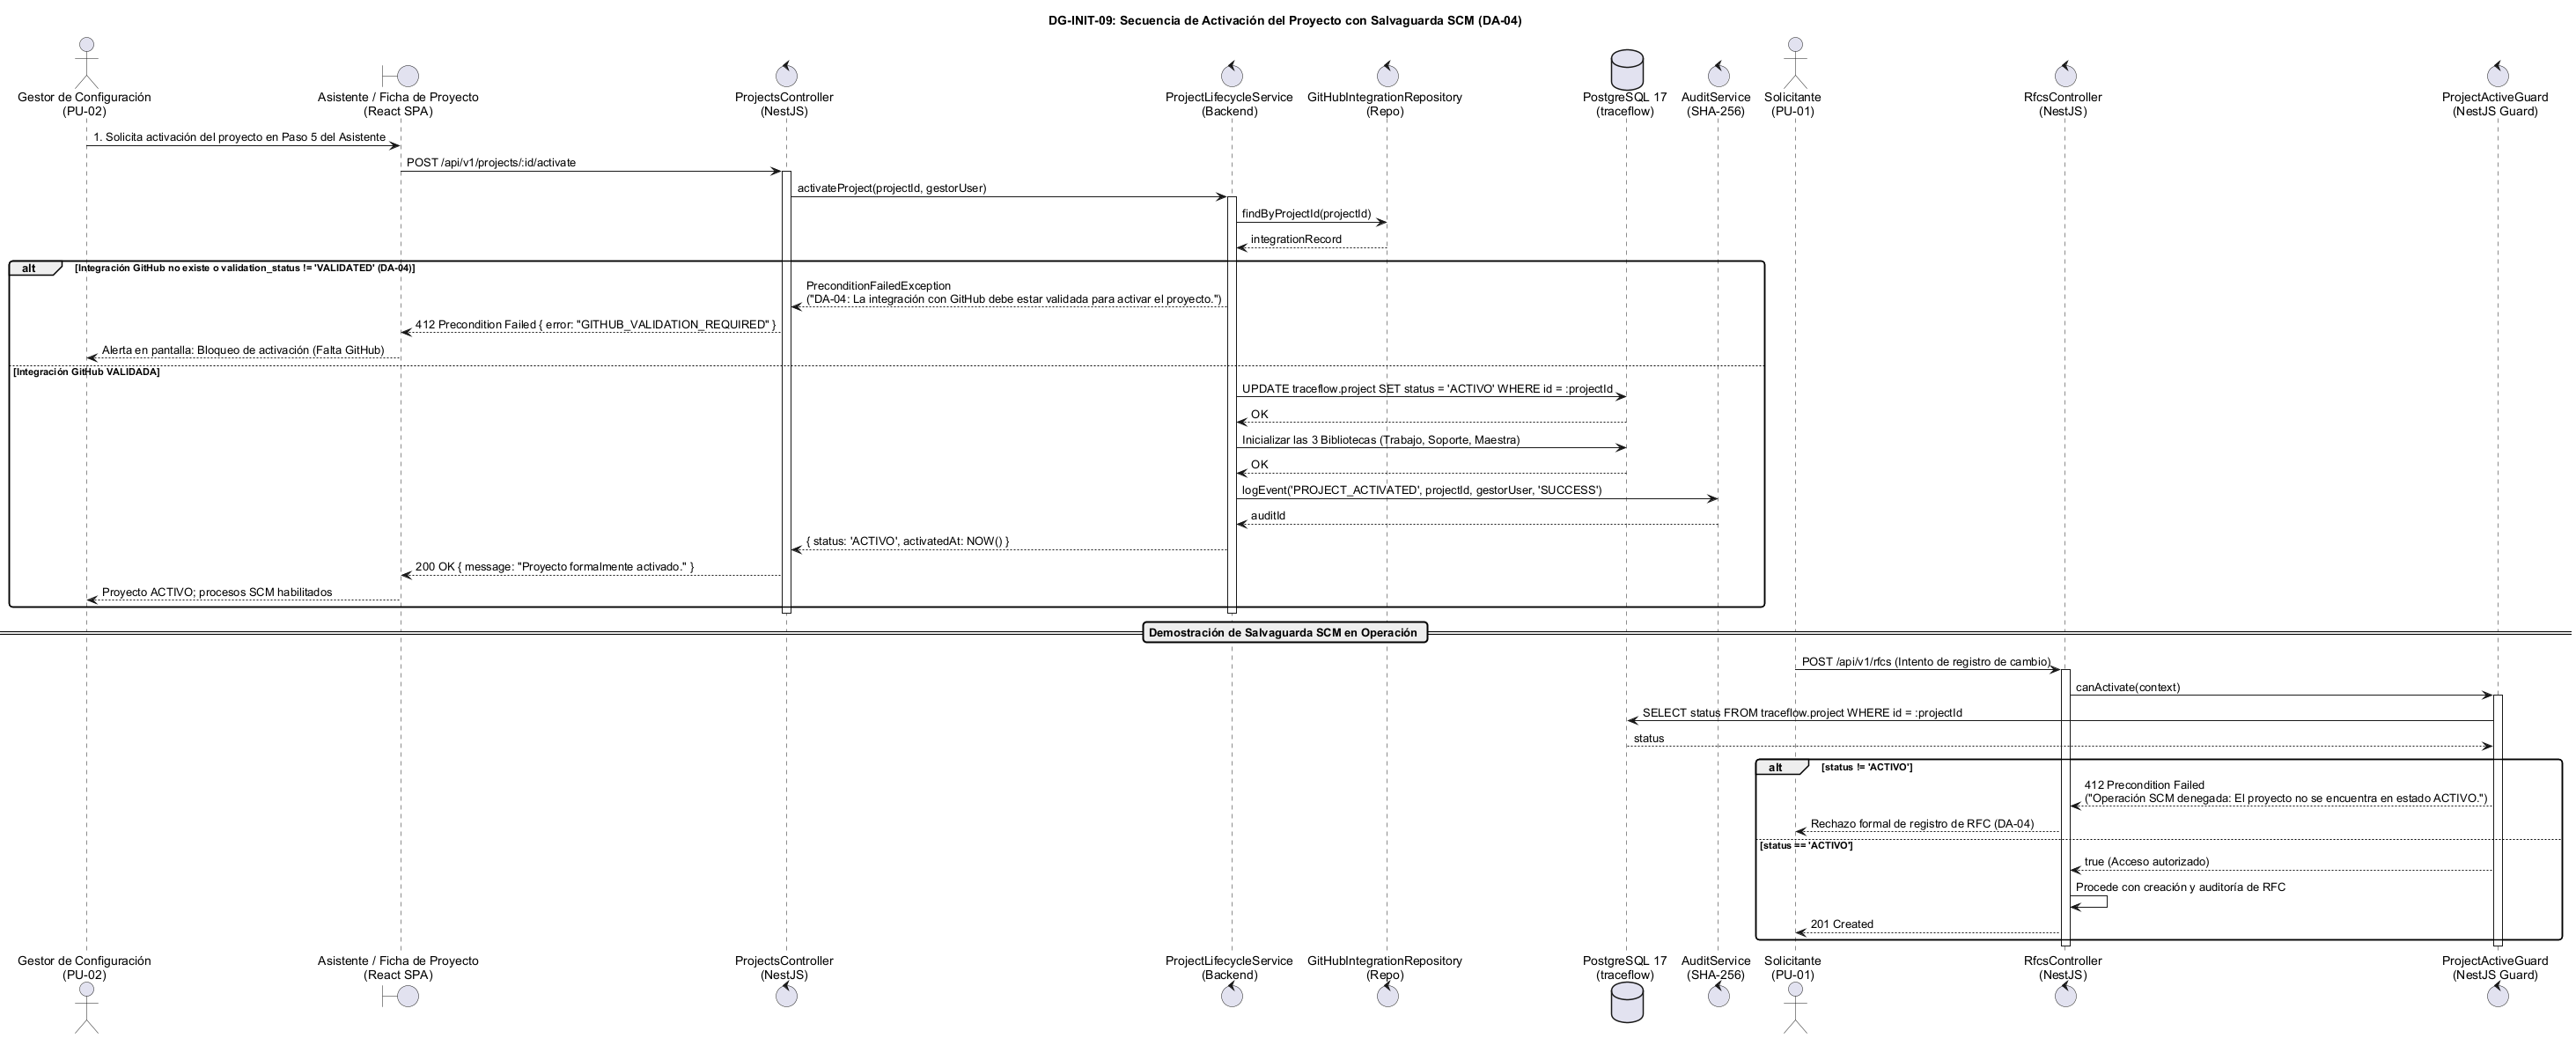 DG-INIT-09: Secuencia de Activación del Proyecto con Salvaguarda SCM (DA-04)
Gestor de Configuración
(PU-02)
Asistente / Ficha de Proyecto
(React SPA)
ProjectsController
(NestJS)
ProjectLifecycleService
(Backend)
GitHubIntegrationRepository
(Repo)
PostgreSQL 17
(traceflow)
AuditService
(SHA-256)
Solicitante
(PU-01)
RfcsController
(NestJS)
ProjectActiveGuard
(NestJS Guard)
1. Solicita activación del proyecto en Paso 5 del Asistente
POST /api/v1/projects/:id/activate
activateProject(projectId, gestorUser)
findByProjectId(projectId)
integrationRecord
alt
[Integración GitHub no existe o validation_status != 'VALIDATED' (DA-04)]
PreconditionFailedException
("DA-04: La integración con GitHub debe estar validada para activar el proyecto.")
412 Precondition Failed { error: "GITHUB_VALIDATION_REQUIRED" }
Alerta en pantalla: Bloqueo de activación (Falta GitHub)
[Integración GitHub VALIDADA]
UPDATE traceflow.project SET status = 'ACTIVO' WHERE id = :projectId
OK
Inicializar las 3 Bibliotecas (Trabajo, Soporte, Maestra)
OK
logEvent('PROJECT_ACTIVATED', projectId, gestorUser, 'SUCCESS')
auditId
{ status: 'ACTIVO', activatedAt: NOW() }
200 OK { message: "Proyecto formalmente activado." }
Proyecto ACTIVO; procesos SCM habilitados
Demostración de Salvaguarda SCM en Operación
POST /api/v1/rfcs (Intento de registro de cambio)
canActivate(context)
SELECT status FROM traceflow.project WHERE id = :projectId
status
alt
[status != 'ACTIVO']
412 Precondition Failed
("Operación SCM denegada: El proyecto no se encuentra en estado ACTIVO.")
Rechazo formal de registro de RFC (DA-04)
[status == 'ACTIVO']
true (Acceso autorizado)
Procede con creación y auditoría de RFC
201 Created
Gestor de Configuración
(PU-02)
Asistente / Ficha de Proyecto
(React SPA)
ProjectsController
(NestJS)
ProjectLifecycleService
(Backend)
GitHubIntegrationRepository
(Repo)
PostgreSQL 17
(traceflow)
AuditService
(SHA-256)
Solicitante
(PU-01)
RfcsController
(NestJS)
ProjectActiveGuard
(NestJS Guard)